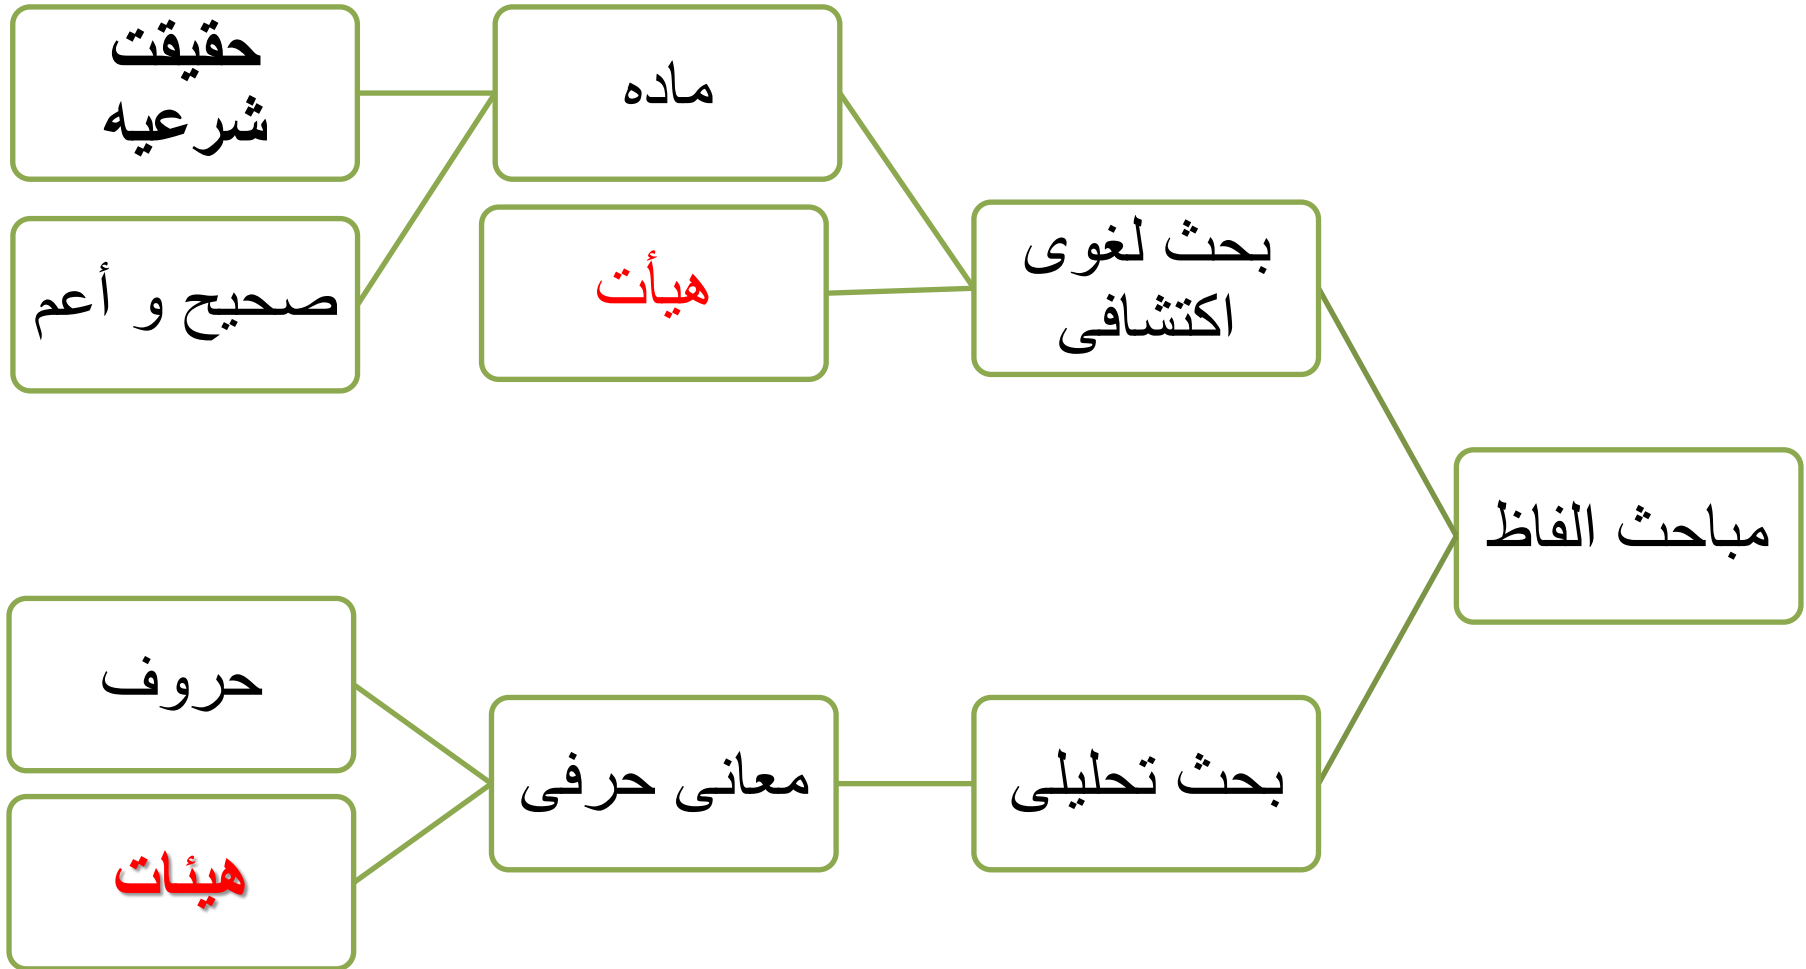 مباحث الفاظ
بحث لغوی
اکتشافی
ماده
حقیقت
شرعیه
صحیح و أعم
هیأت
بحث تحلیلی
معانی حرفی
حروف
هیئات